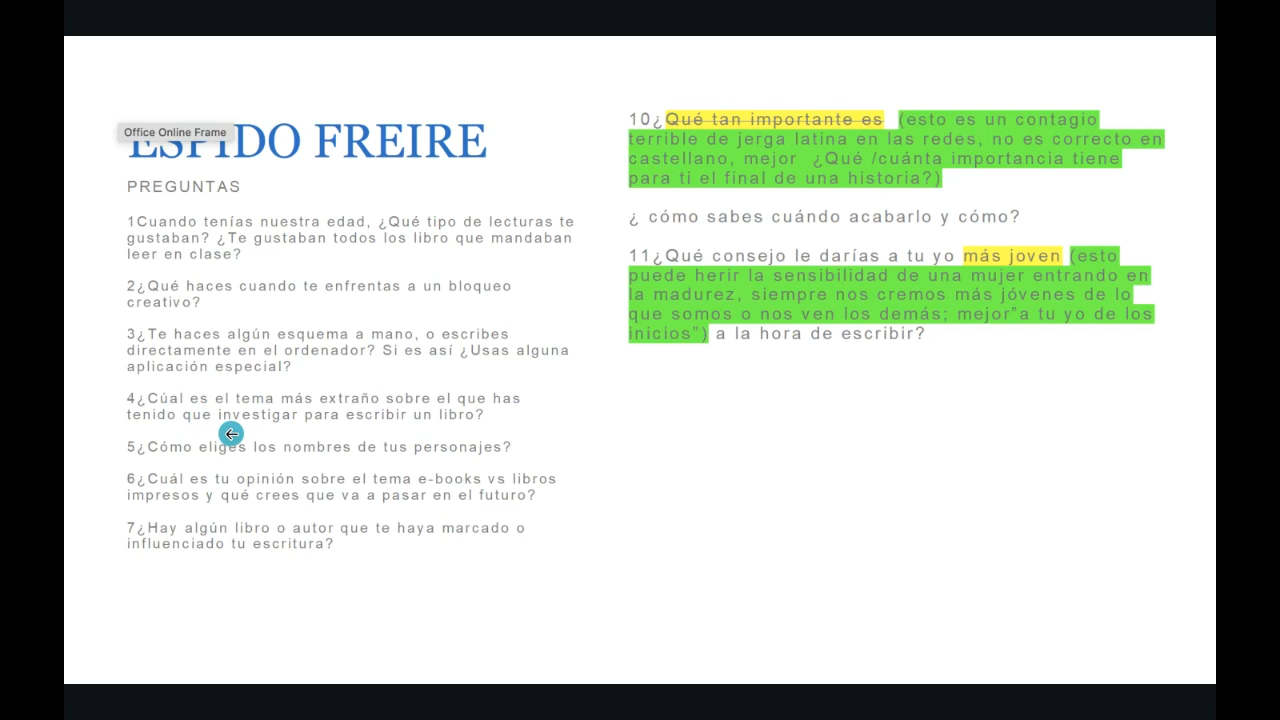 Office Online Frame
ESPIDO FREIRE
PREGUNTAS
1Cuando tenías nuestra edad, ¿Qué tipo de lecturas te
gustaban? ¿Te gustaban todos los libro que mandaban
leer en clase?
2¿Qué haces cuando te enfrentas a un bloqueo
creativo?
3¿Te haces algún esquema a mano, o escribes
directamente en el ordenador? Si es así ¿Usas alguna
aplicación especial?
4¿Cúal es el tema más extraño sobre el que has
tenido que investigar para escribir un libro?
5¿Cómo eliges los nombres de tus personajes?
6¿Cuál es tu opinión sobre el tema e-books vs libros
impresos y qué crees que va a pasar en el futuro?
7¿Hay algún libro o autor que te haya marcado o
influenciado tu escritura?
10¿Qué tan importante es (esto es un contagio
terrible de jerga latina en las redes, no es correcto en
castellano, mejor ¿Qué /cuánta importancia tiene
para ti el final de una historia?)
¿ cómo sabes cuándo acabarlo y cómo?
11¿Qué consejo le darías a tu yo más joven (esto
puede herir la sensibilidad de una mujer entrando en
la madurez, siempre nos cremos más jóvenes de lo
que somos o nos ven los demás; mejor"a tu yo de los
inicios") a la hora de escribir?